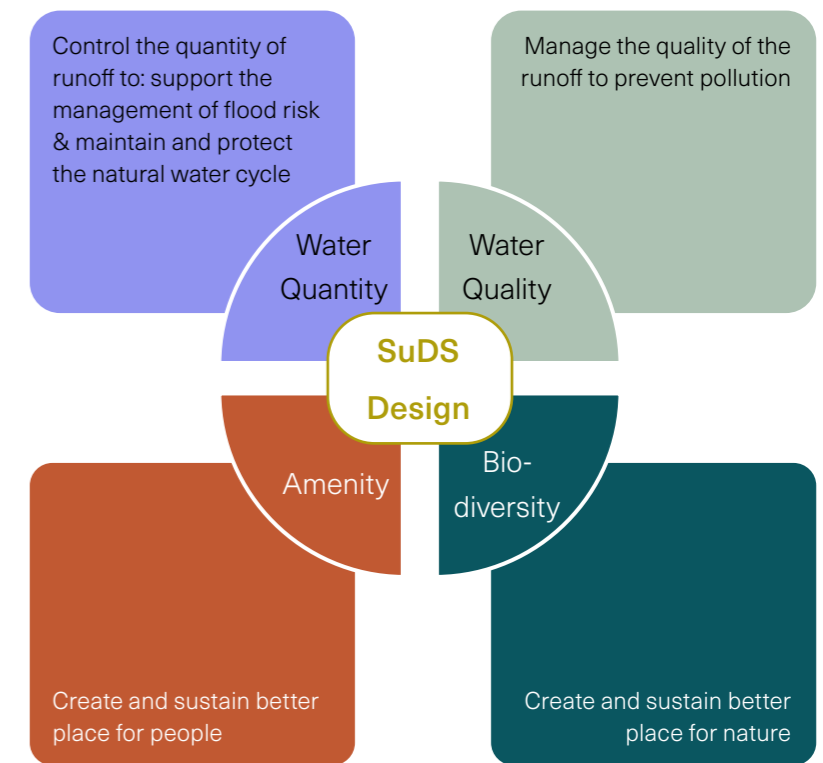 Control the quantity of
runoff to: support the
management of flood risk
& maintain and protect
the natural water cycle
Manage the quality of the
runoff to prevent pollution
Water
Quantity
Water
Quality
SuDS
Design
Amenity
Bio-
diversity
Create and sustain better
place for people
Create and sustain better
place for nature